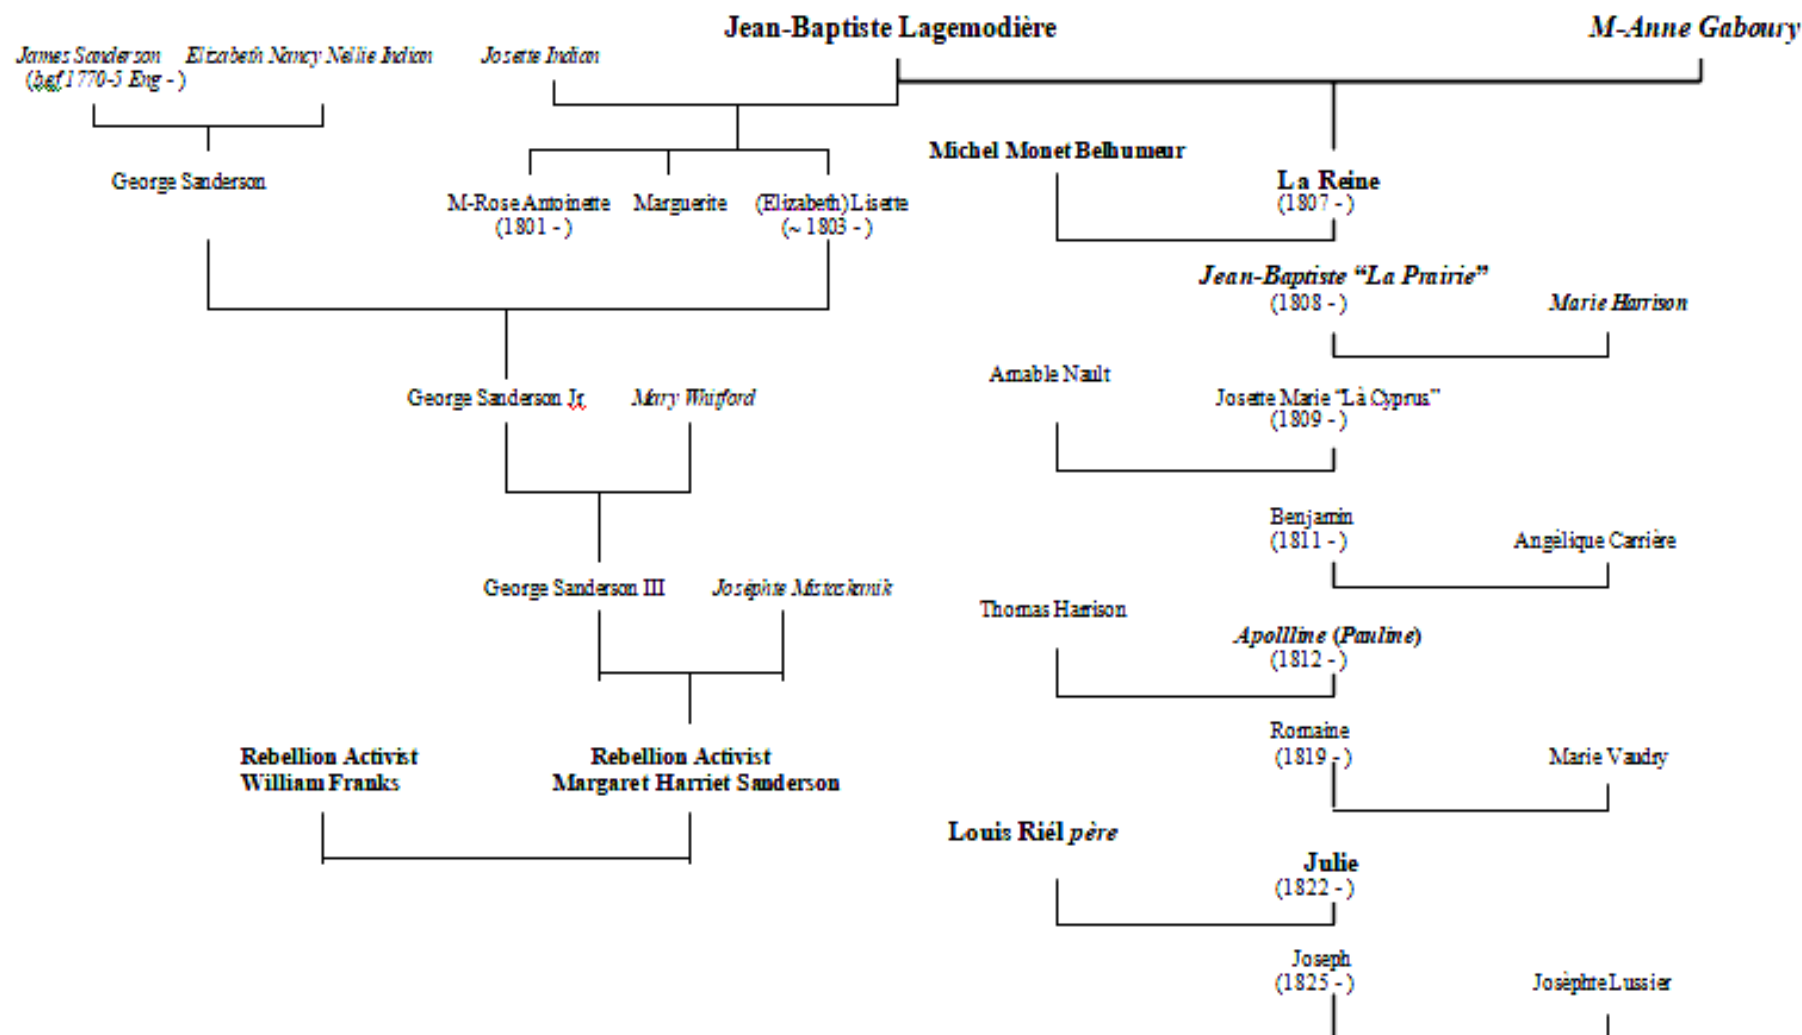 Jean-Baptiste Lagemodière
M-Anne Gaboury
James Sanderson
(bef 1770-5 Eng - )
Elizabeth Nancy Nellie Indian
Josette Indian
Michel Monet Belhumeur
George Sanderson
La Reine
(1807 - )
M-Rose Antoinette
(1801 - )
Marguerite
(Elizabeth) Lisette
(~ 1803 - )
Jean-Baptiste “La Prairie”
(1808 - )
Marie Harrison
Amable Nault
George Sanderson Jr.
Mary Whitford
Josette Marie “Là Cyprus”
(1809 - )
Benjamin
(1811 - )
Angèlique Carrière
George Sanderson III
Joséphte Mistaskamik
Thomas Harrison
Apollline (Pauline)
(1812 - )
Romaine
(1819 - )
Marie Vaudry
Rebellion Activist
William Franks
Rebellion Activist
Margaret Harriet Sanderson
Louis Riél père
Julie
(1822 - )
Joseph
(1825 - )
Josèphte Lussier